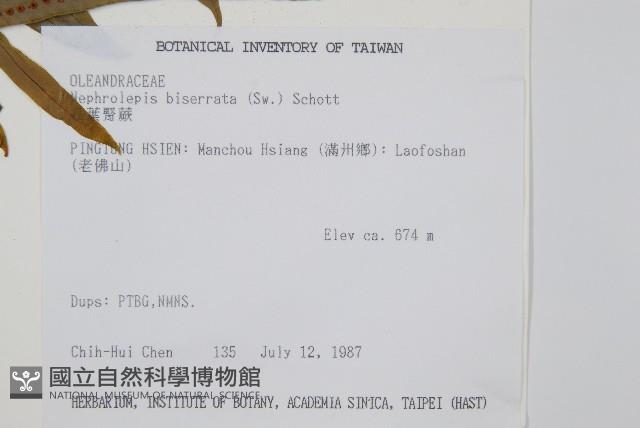 BOTANICAL INVENTORY OF TAIWAN
OLEANDRACEAE
Nephrolepis biserrata (Sw.) Schott
葉腎蕨
PINGTUNG HSIEN: Manchou Hsiang (滿州鄉): Laofoshan
(老佛山)
Elev ca. 674 m
Dups: PTBG,NMNS.
Chih-Hui Chen 135 July 12, 1987
國立自然科學博物館
NATIONAL MUSEUM OF NATURAL SCIENCE
HERBARIUM, INSTITUTE OF BOTANY, ACADEMIA SINICA, TAIPEI (HAST)